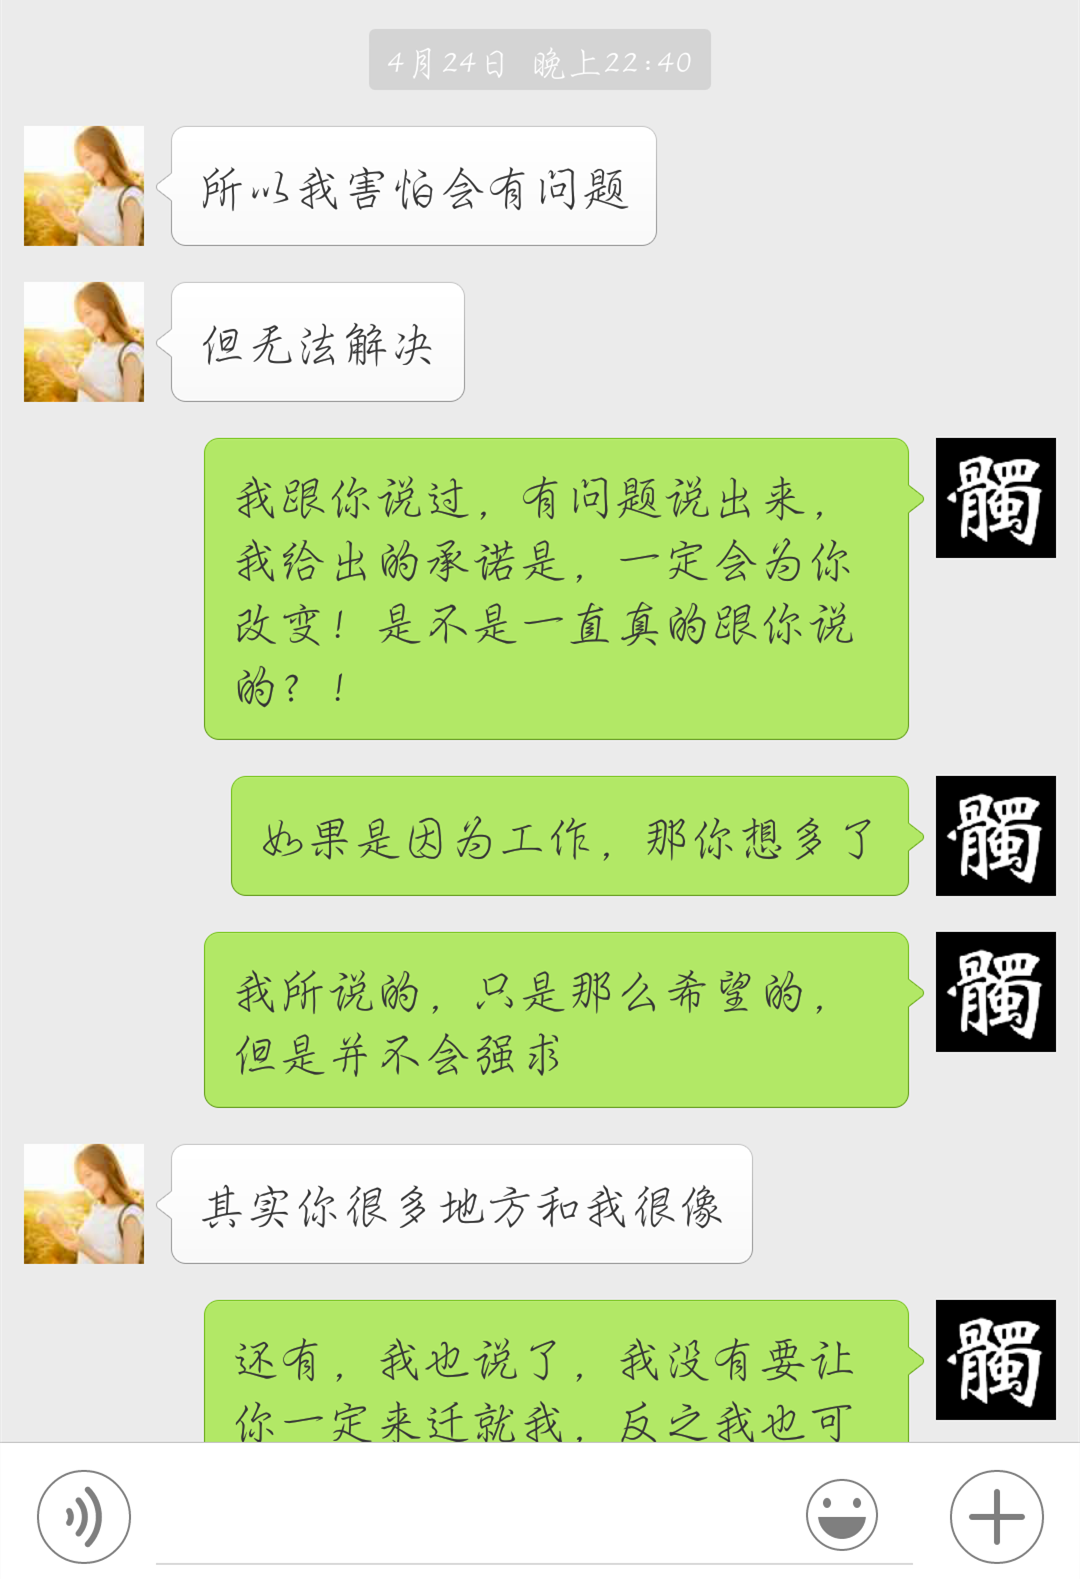 4月24日 晚上22:40
所以我害怕会有问题
但无法解决
我跟你说过，有问题说出来，
我给出的承诺是，一定会为你
改变！是不是一直真的跟你说
的？！
髑
如果是因为工作，那你想多了
髑
我所说的，只是那么希望的，
但是并不会强求
髑
其实你很多地方和我很像
还有，我也说了，我没有要让
你一定来迁就我，反之我也可
髑